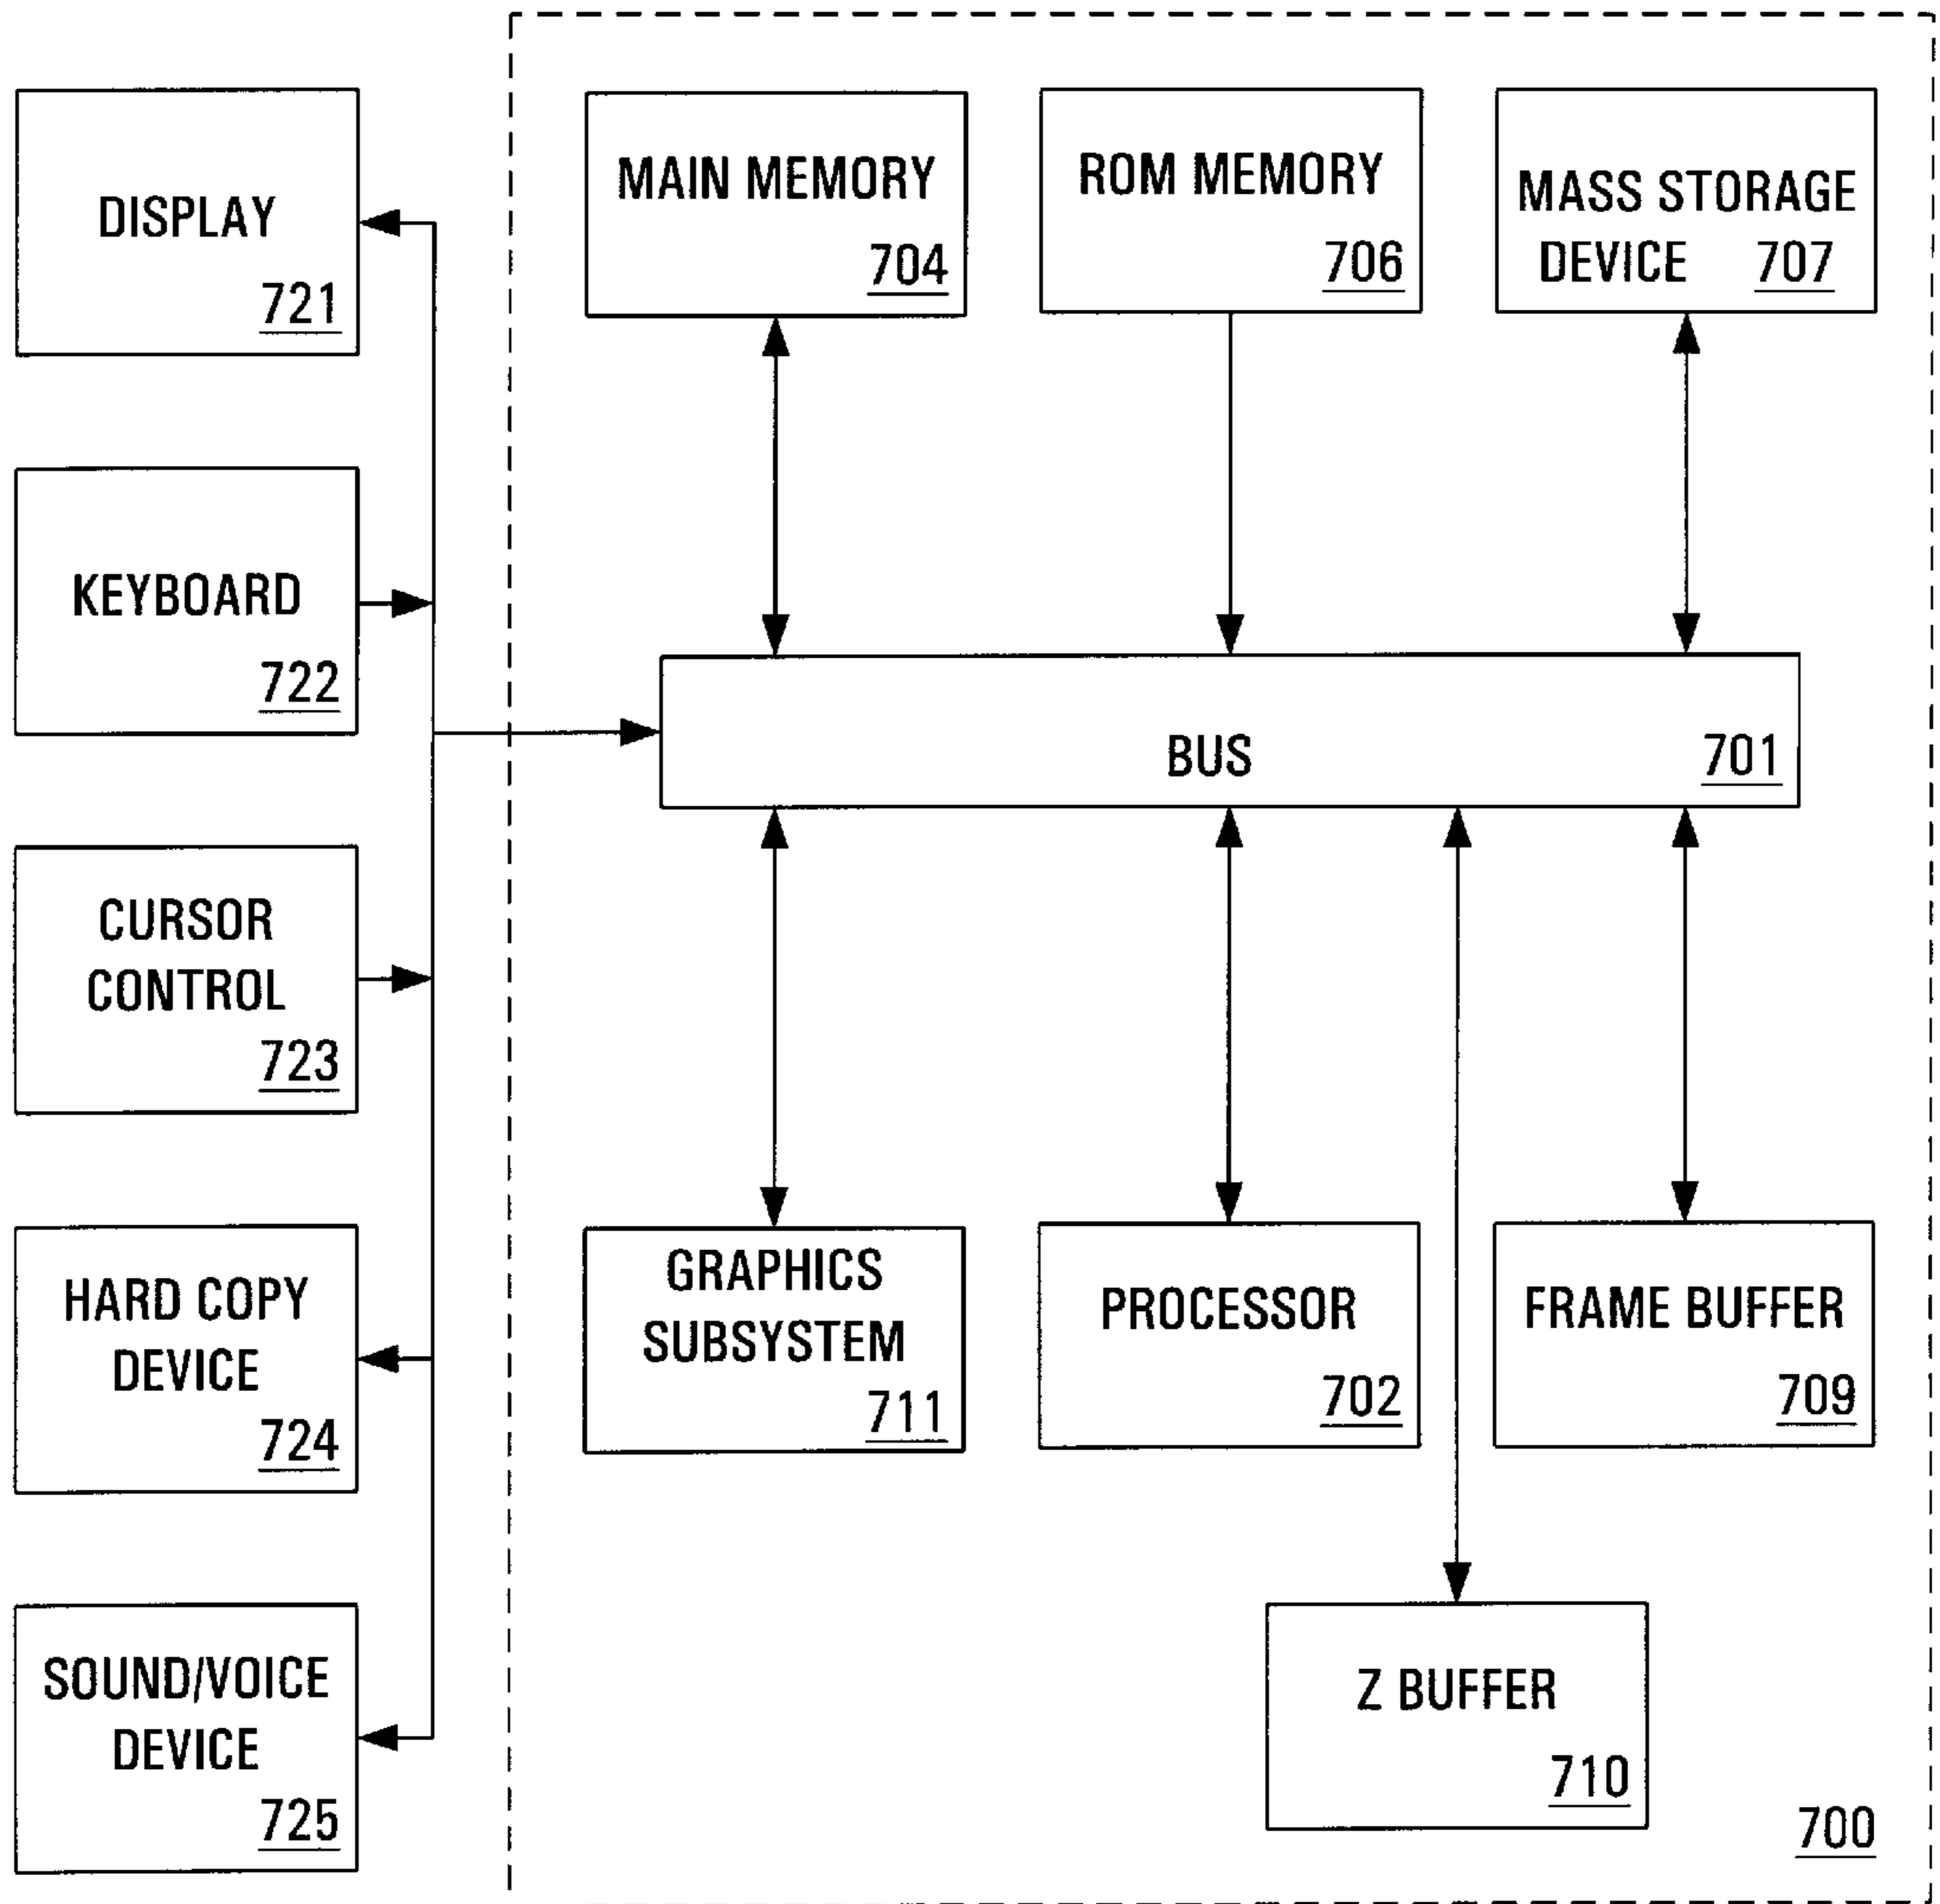 DISPLAY
721
KEYBOARD
722
CURSOR
CONTROL
723
HARD COPY
DEVICE
724
SOUND/VOICE
DEVICE
725
MAIN MEMORY
704
ROM MEMORY
706
MASS STORAGE
DEVICE 707
BUS
701
GRAPHICS
SUBSYSTEM
711
PROCESSOR
702
FRAME BUFFER
709
Z BUFFER
710
700